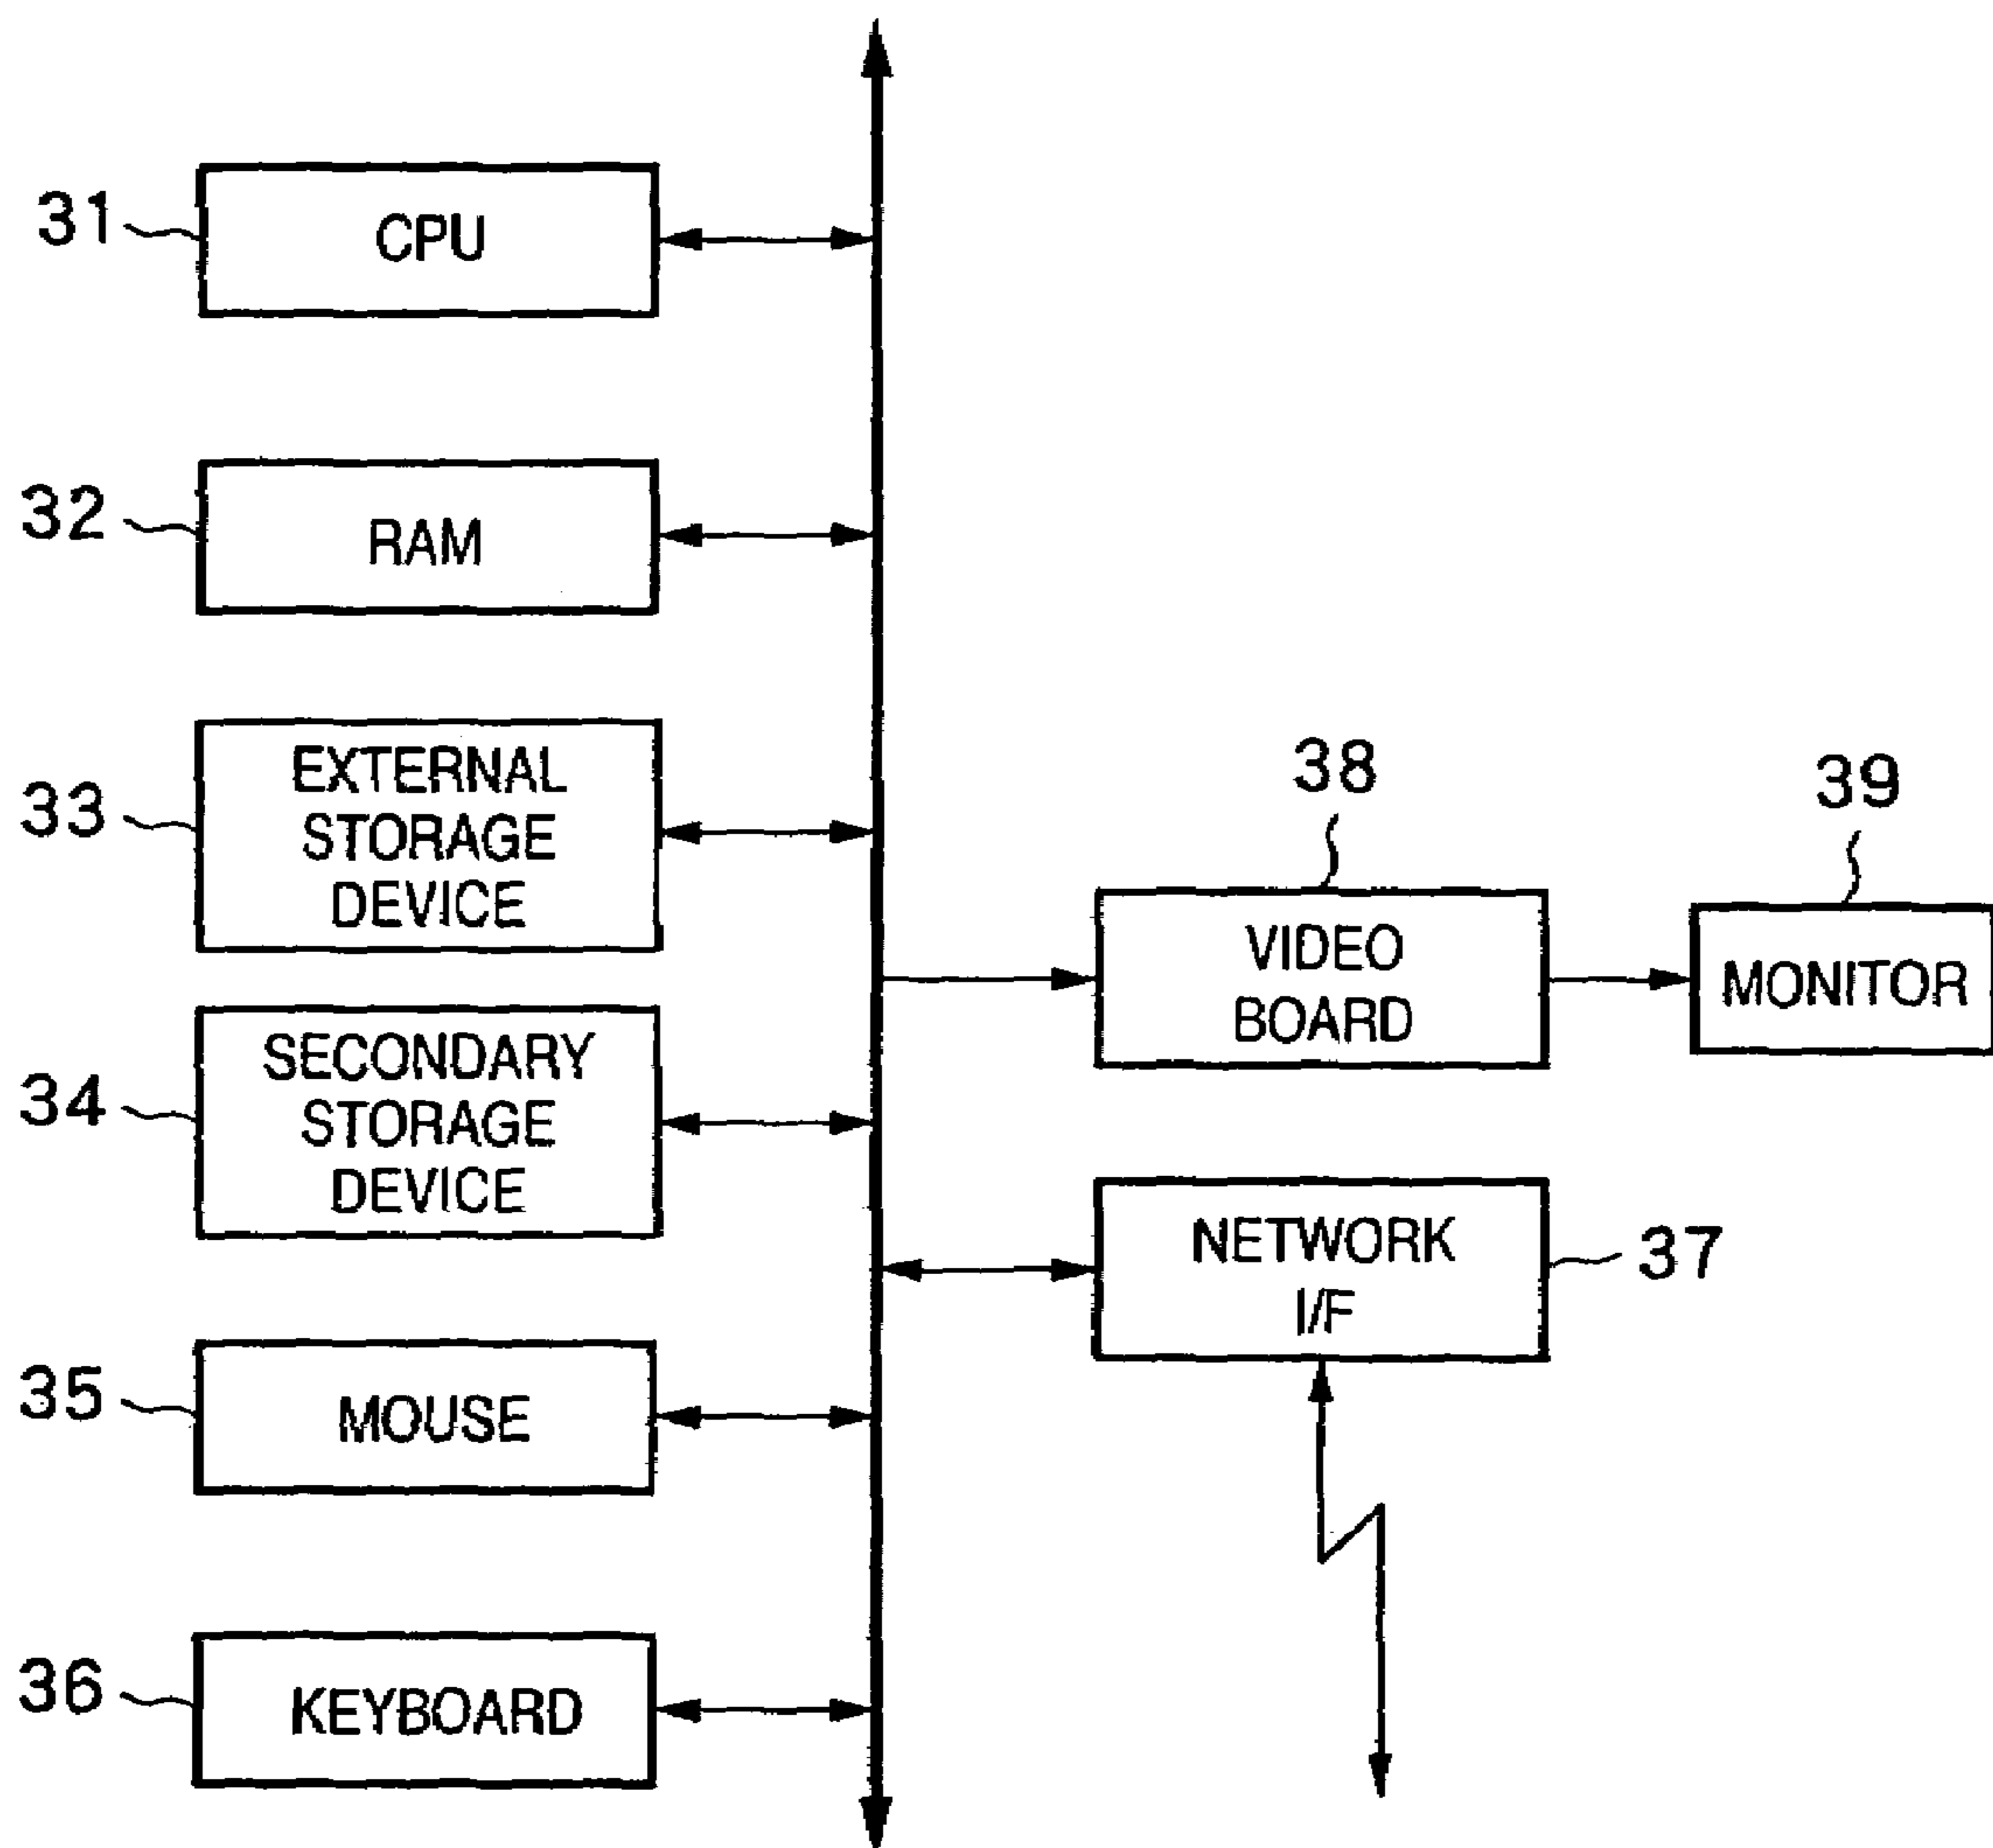 31
CPU
32
RAM
33
EXTERNAL
STORAGE
DEVICE
38
39
VIDEO
BOARD
MONITOR
34
SECONDARY
STORAGE
DEVICE
NETWORK
I/F
37
35
MOUSE
36
KEYBOARD